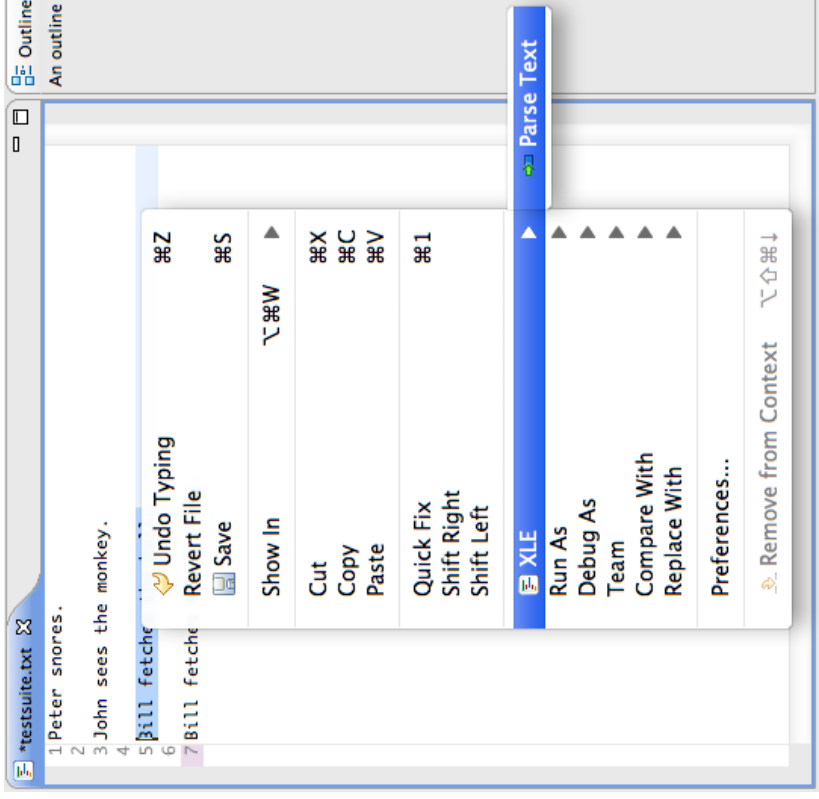 *testsuite.txt
Outline
An outline
1 Peter snores.
2
3 John sees the monkey.
4
5 Bill fetche
6
7 Bill fetche
Undo Typing ⌘Z
Revert File
Save ⌘S
Show In ⌥⌘W ▶
Cut ⌘X
Copy ⌘C
Paste ⌘V
Quick Fix ⌘1
Shift Right
Shift Left
XLE ▶
Parse Text
Run As ▶
Debug As ▶
Team ▶
Compare With ▶
Replace With ▶
Preferences...
Remove from Context ⌥⇧⌘↓